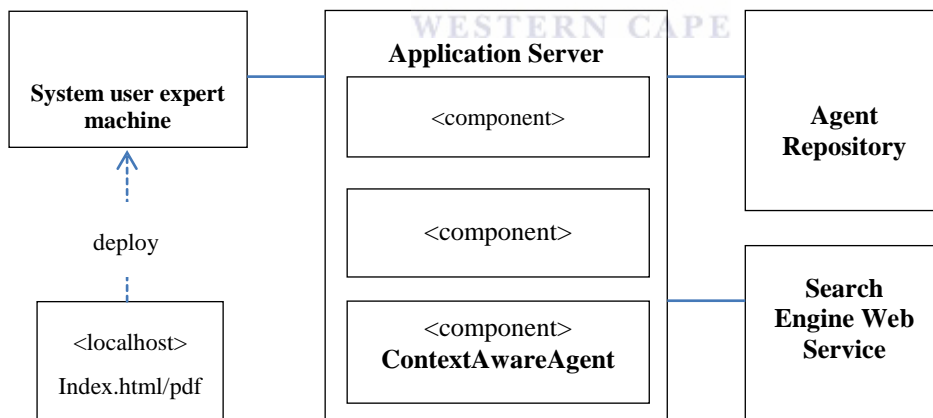 WESTERN CAPE
Application Server
System user expert
machine
<component>
Agent
Repository
<component>
deploy
Search
Engine Web
Service
<component>
ContextAwareAgent
<localhost>
Index.html/pdf